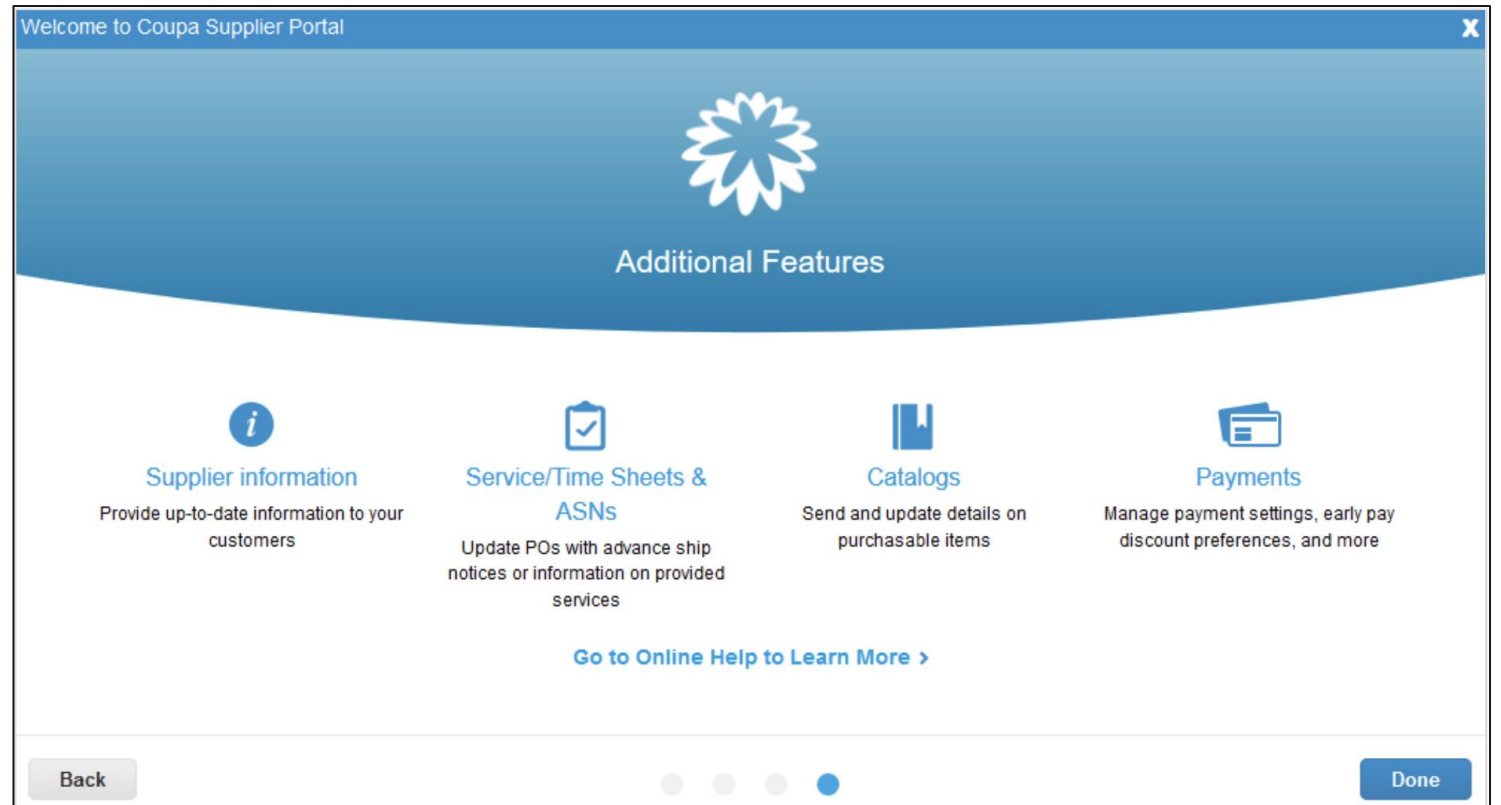 Welcome to Coupa Supplier Portal
X
Additional Features
Supplier information
Provide up-to-date information to your
customers
Service/Time Sheets &
ASNs
Update POs with advance ship
notices or information on provided
services
Catalogs
Send and update details on
purchasable items
Payments
Manage payment settings, early pay
discount preferences, and more
Go to Online Help to Learn More >
Back
Done